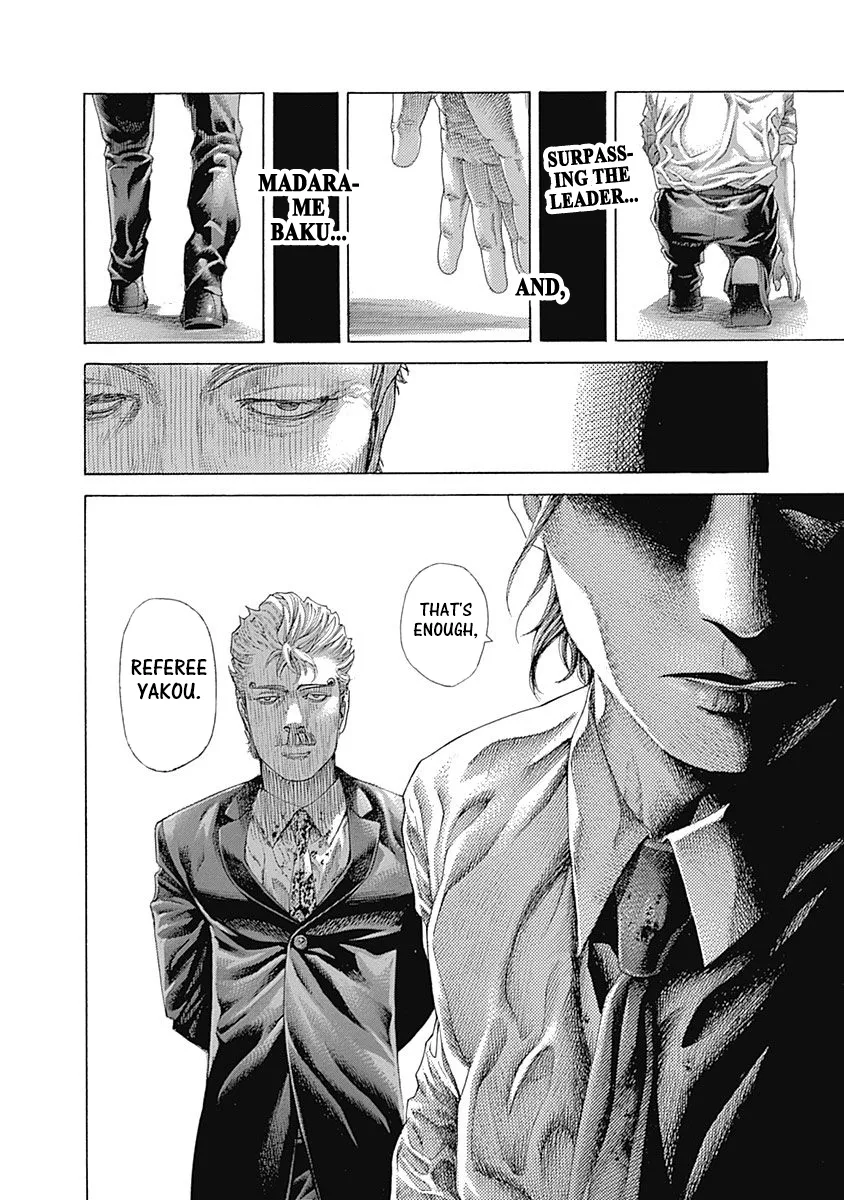 SURPASS-
ING THE
LEADER...
AND,
MADARA-
ME
BAKU...
THAT'S
ENOUGH,
REFEREE
YAKOU.